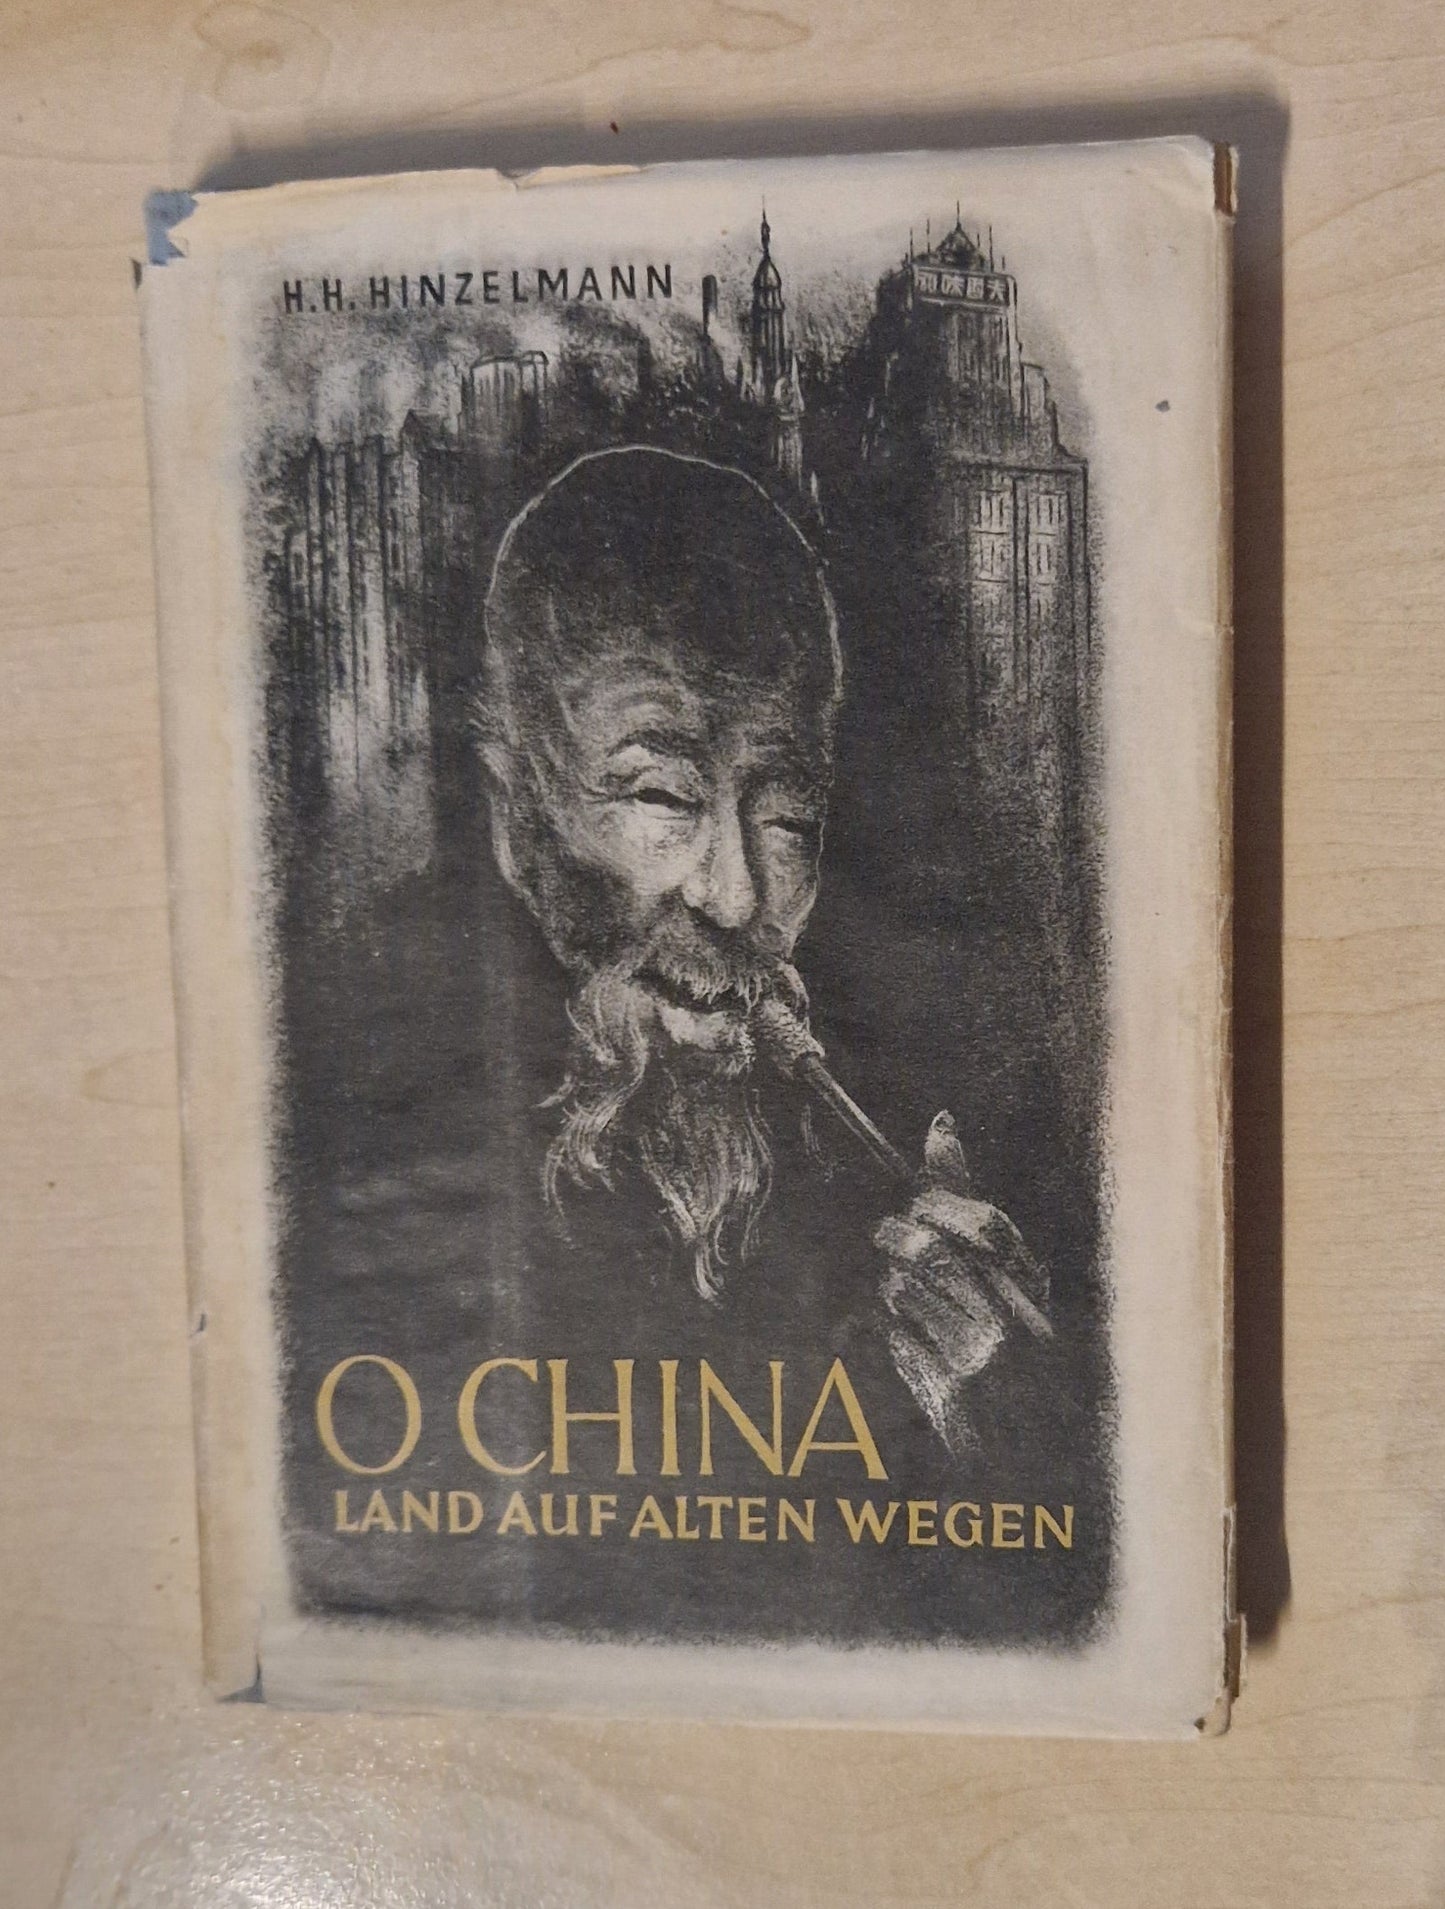 H.H. HINZELMANN
O CHINA
LAND AUF ALTEN WEGEN